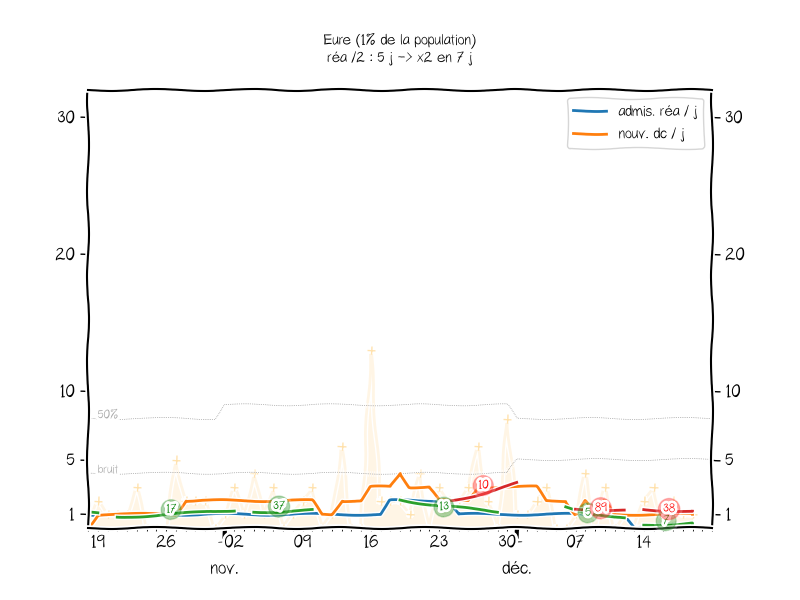 Eure (1% de la population)
réa /2 : 5 j -> x2 en 7 j
admis. réa / j
nouv. dc / j
30 30
20 20
10 10
50%
5 5
bruit
1 1
17 37 13 10 89 38
7
19 26 02 09 16 23 30 07 14
nov. déc.